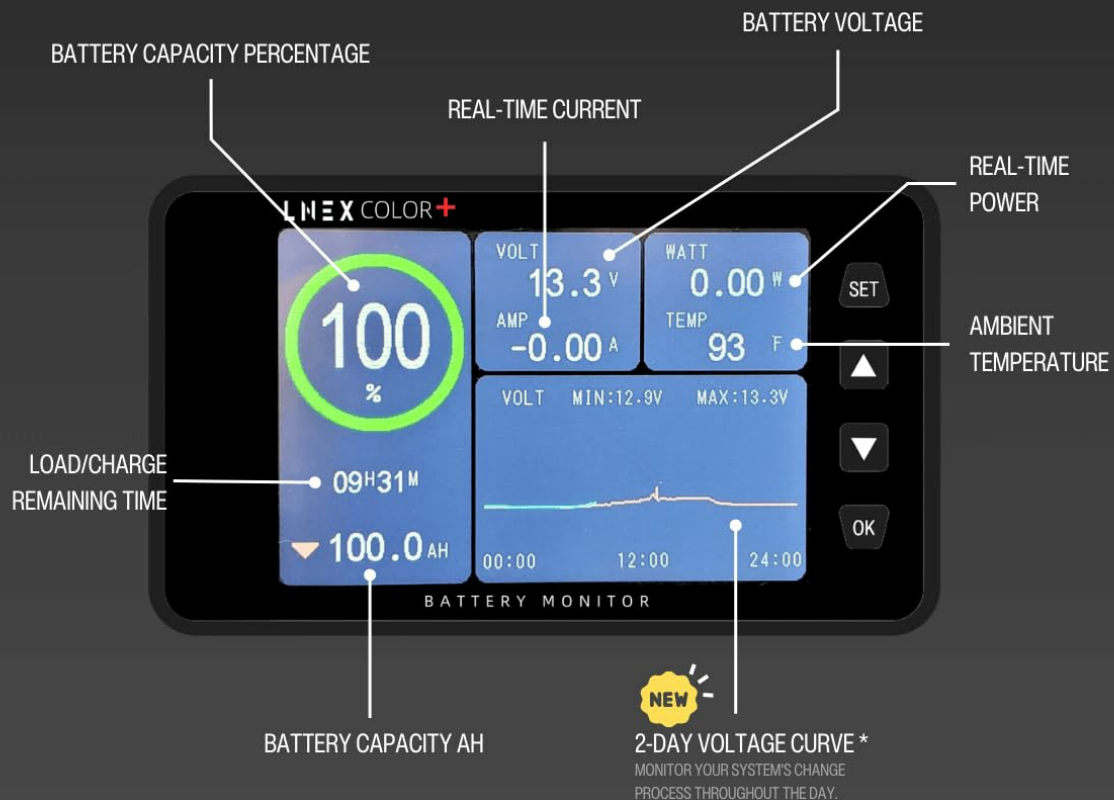 BATTERY VOLTAGE
BATTERY CAPACITY PERCENTAGE
REAL-TIME CURRENT
REAL-TIME
POWER
LNEX COLOR+
100
%
09H31M
100.0 AH
VOLT
13.3 V
AMP
-0.00 A
WATT
0.00 W
TEMP
93 F
VOLT MIN:12.9V MAX:13.3V
00:00 12:00 24:00
BATTERY MONITOR
SET
OK
AMBIENT
TEMPERATURE
LOAD/CHARGE
REMAINING TIME
BATTERY CAPACITY AH
NEW
2-DAY VOLTAGE CURVE *
MONITOR YOUR SYSTEM'S CHANGE
PROCESS THROUGHOUT THE DAY.